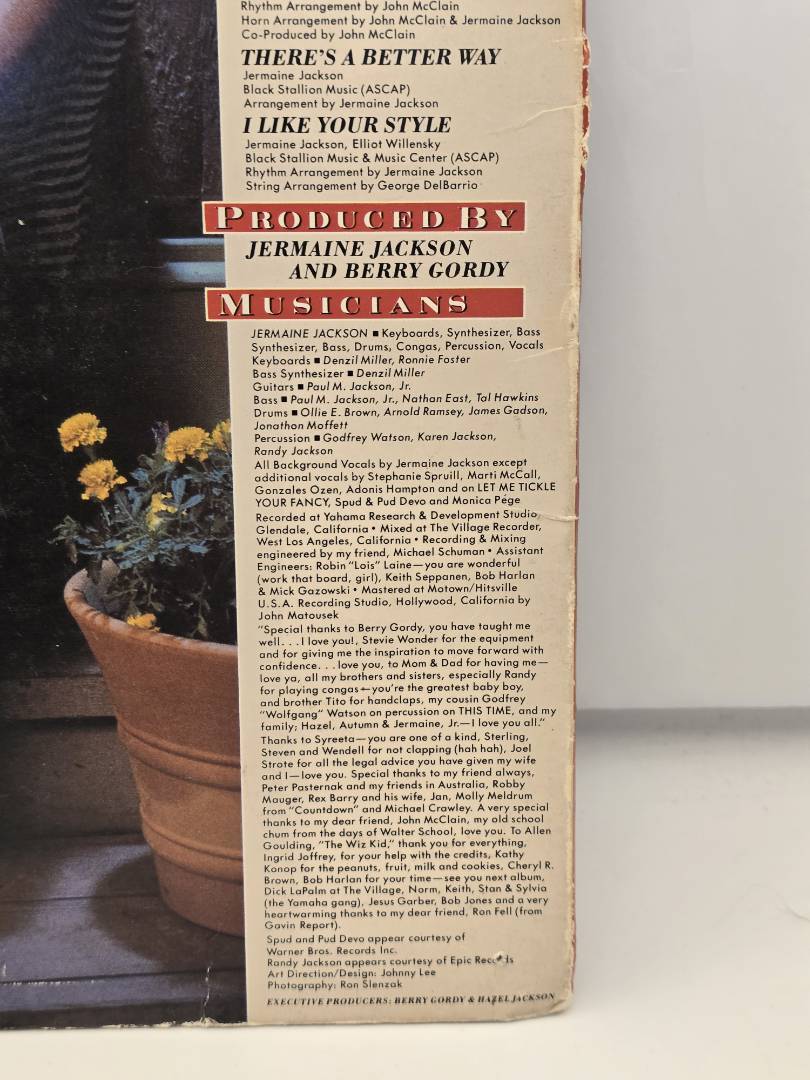 Rhythm Arrangement by John McClain
Horn Arrangement by John McClain & Jermaine Jackson
Co-Produced by John McClain
THERE'S A BETTER WAY
Jermaine Jackson
Black Stallion Music (ASCAP)
Arrangement by Jermaine Jackson
I LIKE YOUR STYLE
Jermaine Jackson, Elliot Willensky
Black Stallion Music & Music Center (ASCAP)
Rhythm Arrangement by Jermaine Jackson
String Arrangement by George DelBarrio
PRODUCED BY
JERMAINE JACKSON
AND BERRY GORDY
MUSICIANS
JERMAINE JACKSON ■ Keyboards, Synthesizer, Bass
Synthesizer, Bass, Drums, Congas, Percussion, Vocals
Keyboards ■ Denzil Miller, Ronnie Foster
Bass Synthesizer ■ Denzil Miller
Guitars ■ Paul M. Jackson, Jr.
Bass ■ Paul M. Jackson, Jr., Nathan East, Tal Hawkins
Drums ■ Ollie E. Brown, Arnold Ramsey, James Gadson,
Jonathon Moffett
Percussion ■ Godfrey Watson, Karen Jackson,
Randy Jackson
All Background Vocals by Jermaine Jackson except
additional vocals by Stephanie Spruill, Marti McCall,
Gonzales Ozen, Adonis Hampton and on LET ME TICKLE
YOUR FANCY, Spud & Pud Devo and Monica Pége
Recorded at Yahama Research & Development Studio,
Glendale, California • Mixed at The Village Recorder,
West Los Angeles, California • Recording & Mixing
engineered by my friend, Michael Schuman • Assistant
Engineers: Robin "Lois" Laine—you are wonderful
(work that board, girl), Keith Seppanen, Bob Harlan
& Mick Gazowski • Mastered at Motown/Hitsville
U.S.A. Recording Studio, Hollywood, California by
John Matousek
"Special thanks to Berry Gordy, you have taught me
well. . .I love you!, Stevie Wonder for the equipment
and for giving me the inspiration to move forward with
confidence. . .love you, to Mom & Dad for having me—
love ya, all my brothers and sisters, especially Randy
for playing congas—you're the greatest baby boy,
and brother Tito for handclaps, my cousin Godfrey
"Wolfgang" Watson on percussion on THIS TIME, and my
family; Hazel, Autumn & Jermaine, Jr.—I love you all."
Thanks to Syreeta—you are one of a kind, Sterling,
Steven and Wendell for not clapping (hah hah), Joel
Strote for all the legal advice you have given my wife
and I—love you. Special thanks to my friend always,
Peter Pasternak and my friends in Australia, Robby
Mauger, Rex Barry and his wife, Jan, Molly Meldrum
from "Countdown" and Michael Crawley. A very special
thanks to my dear friend, John McClain, my old school
chum from the days of Walter School, love you. To Allen
Goulding, "The Wiz Kid," thank you for everything,
Ingrid Joffrey, for your help with the credits, Kathy
Konop for the peanuts, fruit, milk and cookies, Cheryl R.
Brown, Bob Harlan for your time—see you next album,
Dick LaPalm at The Village, Norm, Keith, Stan & Sylvia
(the Yamaha gang), Jesus Garber, Bob Jones and a very
heartwarming thanks to my dear friend, Ron Fell (from
Gavin Report).
Spud and Pud Devo appear courtesy of
Warner Bros. Records Inc.
Randy Jackson appears courtesy of Epic Records
Art Direction/Design: Johnny Lee
Photography: Ron Slenzak
EXECUTIVE PRODUCERS: BERRY GORDY & HAZEL JACKSON